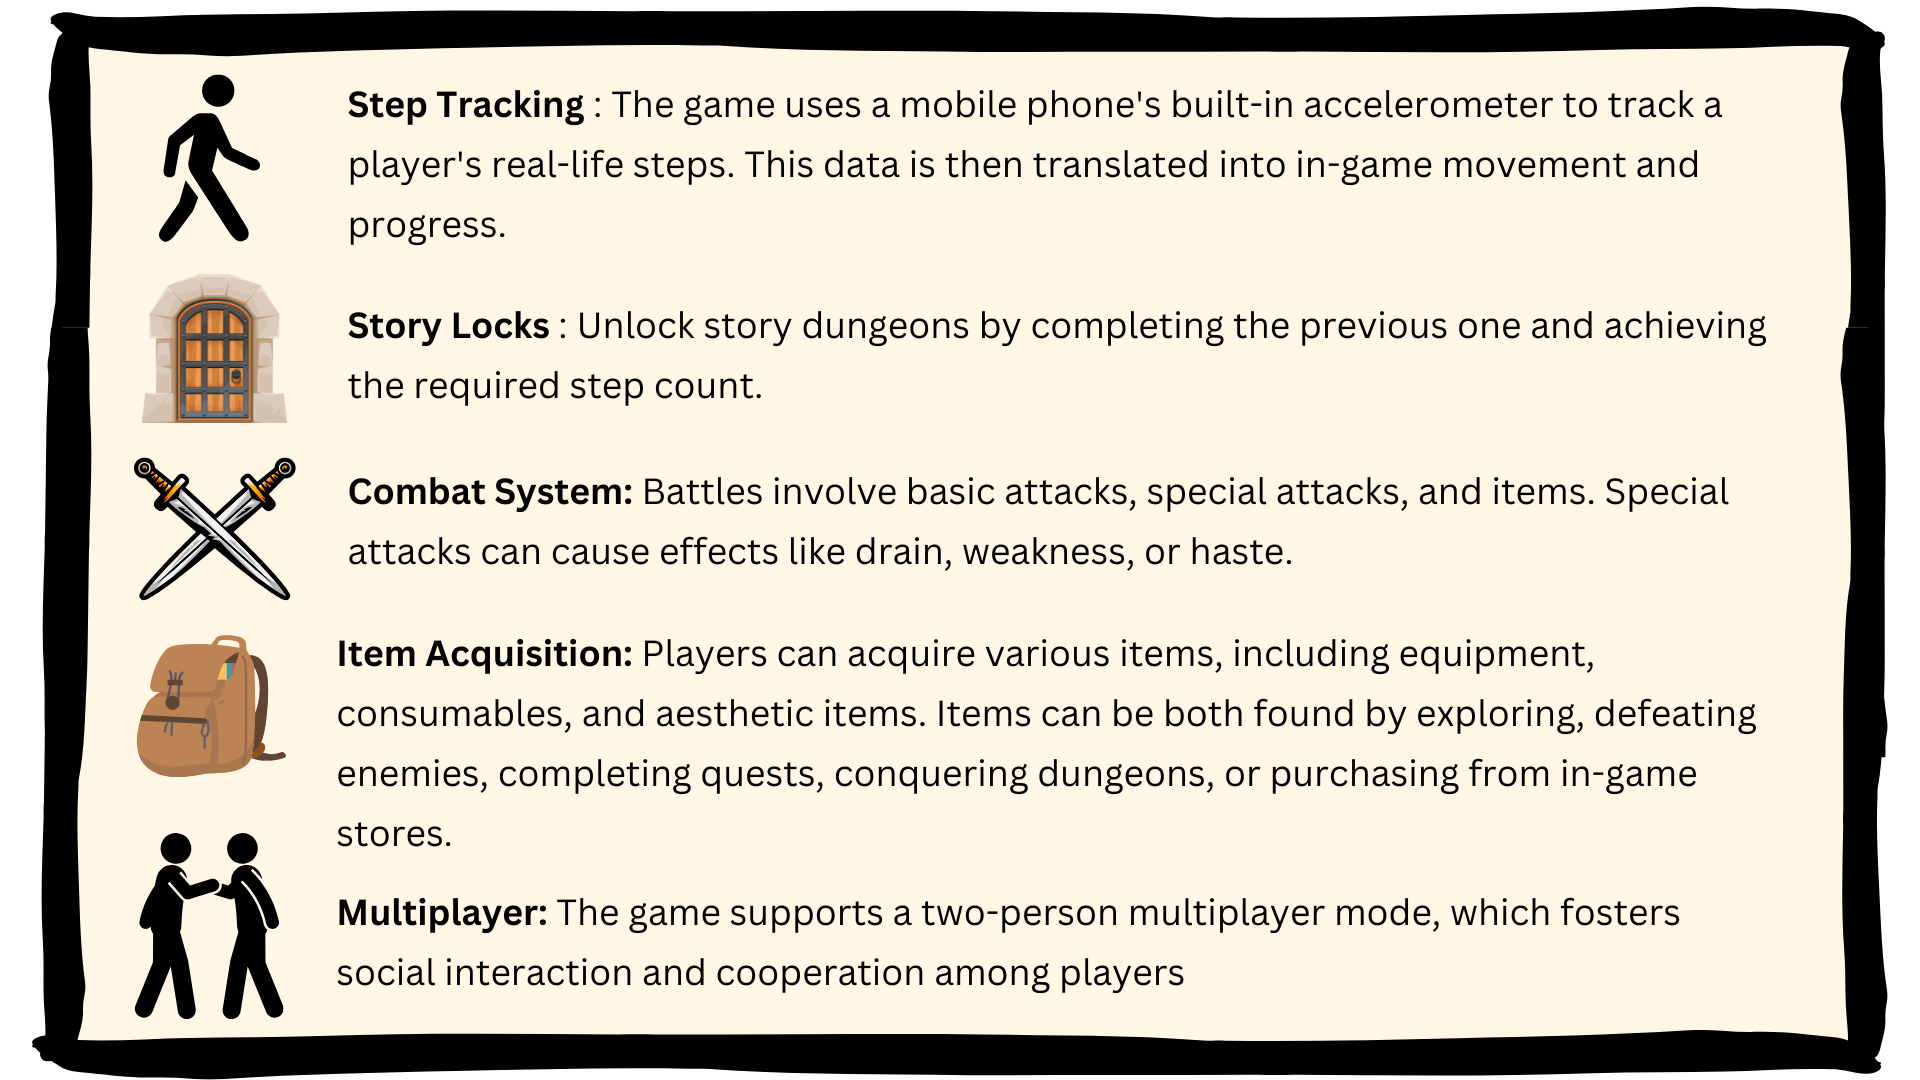 Step Tracking : The game uses a mobile phone's built-in accelerometer to track a
player's real-life steps. This data is then translated into in-game movement and
progress.
Story Locks : Unlock story dungeons by completing the previous one and achieving
the required step count.
Combat System: Battles involve basic attacks, special attacks, and items. Special
attacks can cause effects like drain, weakness, or haste.
Item Acquisition: Players can acquire various items, including equipment,
consumables, and aesthetic items. Items can be both found by exploring, defeating
enemies, completing quests, conquering dungeons, or purchasing from in-game
stores.
Multiplayer: The game supports a two-person multiplayer mode, which fosters
social interaction and cooperation among players